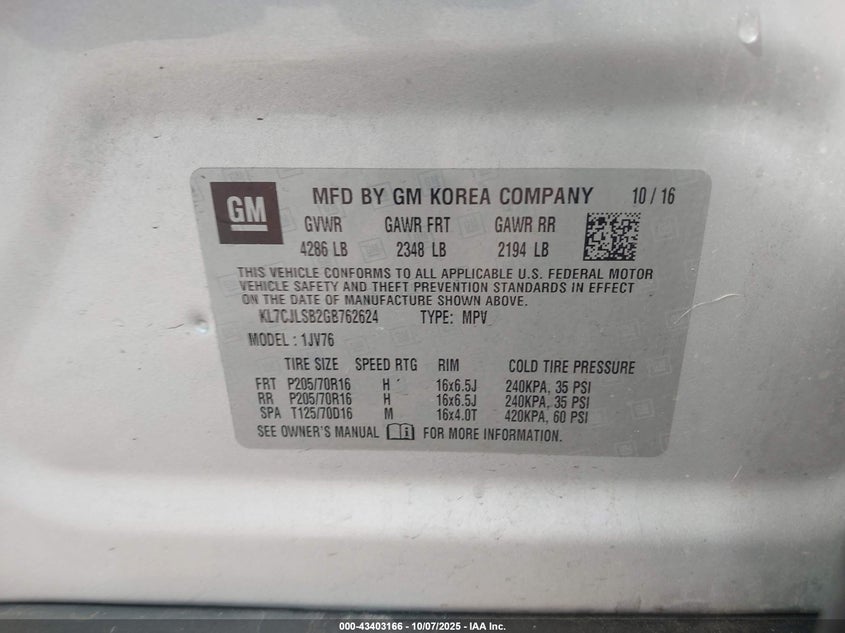 GM
MFD BY GM KOREA COMPANY 10 / 16
GVWR GAWR FRT GAWR RR
4286 LB 2348 LB 2194 LB
THIS VEHICLE CONFORMS TO ALL APPLICABLE U.S. FEDERAL MOTOR
VEHICLE SAFETY AND THEFT PREVENTION STANDARDS IN EFFECT
ON THE DATE OF MANUFACTURE SHOWN ABOVE.
KL7CJLSB2GB762624 TYPE: MPV
MODEL : 1JV76
TIRE SIZE SPEED RTG RIM COLD TIRE PRESSURE
FRT P205/70R16 H 16x6.5J 240KPA, 35 PSI
RR P205/70R16 H 16x6.5J 240KPA, 35 PSI
SPA T125/70D16 M 16x4.0T 420KPA, 60 PSI
SEE OWNER'S MANUAL FOR MORE INFORMATION.
000-43403166 - 10/07/2025 - IAA Inc.